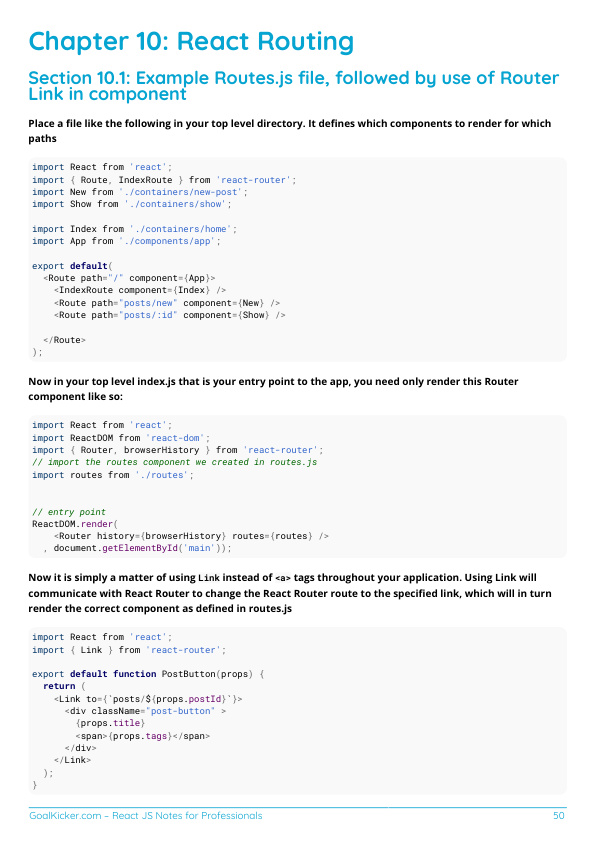 Chapter 10: React Routing
Section 10.1: Example Routes.js file, followed by use of Router
Link in component
Place a file like the following in your top level directory. It defines which components to render for which
paths
import React from 'react';
import { Route, IndexRoute } from 'react-router';
import New from './containers/new-post';
import Show from './containers/show';
import Index from './containers/home';
import App from './components/app';
export default(
  <Route path="/" component={App}>
    <IndexRoute component={Index} />
    <Route path="posts/new" component={New} />
    <Route path="posts/:id" component={Show} />
  </Route>
);
Now in your top level index.js that is your entry point to the app, you need only render this Router
component like so:
import React from 'react';
import ReactDOM from 'react-dom';
import { Router, browserHistory } from 'react-router';
// import the routes component we created in routes.js
import routes from './routes';
// entry point
ReactDOM.render(
    <Router history={browserHistory} routes={routes} />
  , document.getElementById('main'));
Now it is simply a matter of using Link instead of <a> tags throughout your application. Using Link will
communicate with React Router to change the React Router route to the specified link, which will in turn
render the correct component as defined in routes.js
import React from 'react';
import { Link } from 'react-router';
export default function PostButton(props) {
  return (
    <Link to={`posts/${props.postId}`}>
      <div className="post-button" >
        {props.title}
        <span>{props.tags}</span>
      </div>
    </Link>
  );
}
GoalKicker.com – React JS Notes for Professionals 50